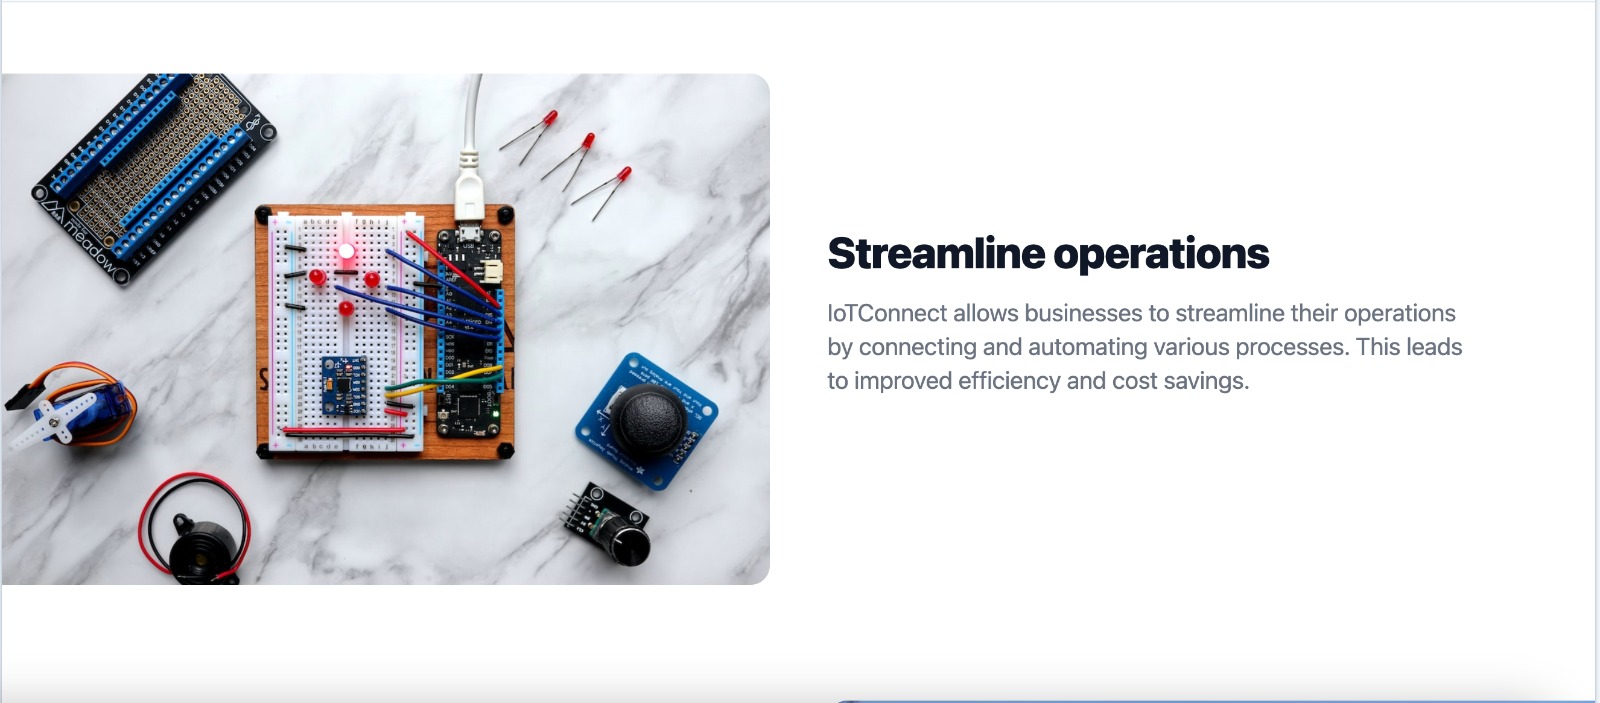 meadow
USB
Streamline operations
IoTConnect allows businesses to streamline their operations
by connecting and automating various processes. This leads
to improved efficiency and cost savings.